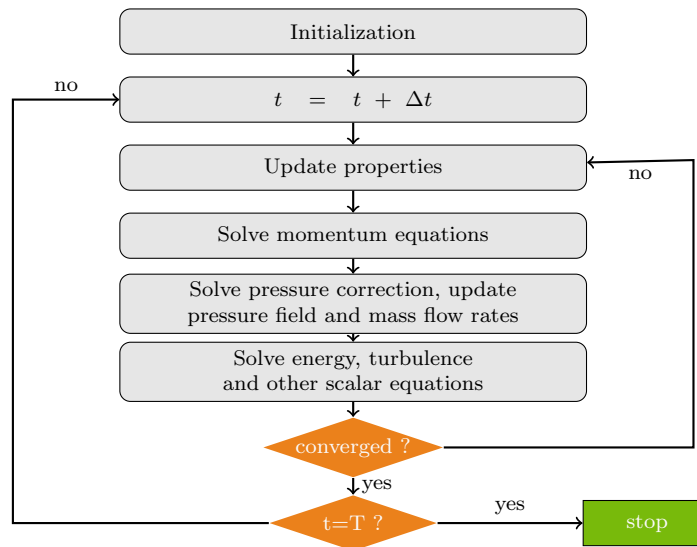 Initialization
no
t = t + Δt
Update properties
no
Solve momentum equations
Solve pressure correction, update
pressure field and mass flow rates
Solve energy, turbulence
and other scalar equations
converged ?
yes
t=T ?
yes
stop